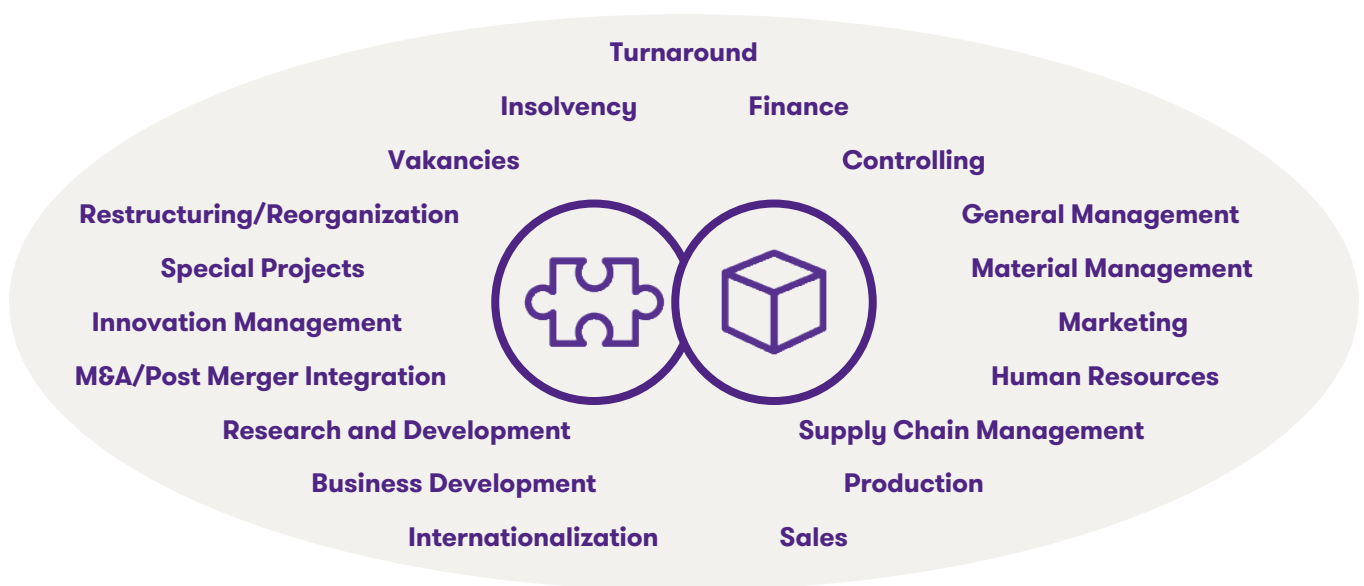 Turnaround
Insolvency
Finance
Vakancies
Controlling
Restructuring/Reorganization
General Management
Special Projects
Material Management
Innovation Management
Marketing
M&A/Post Merger Integration
Human Resources
Research and Development
Supply Chain Management
Business Development
Production
Internationalization
Sales